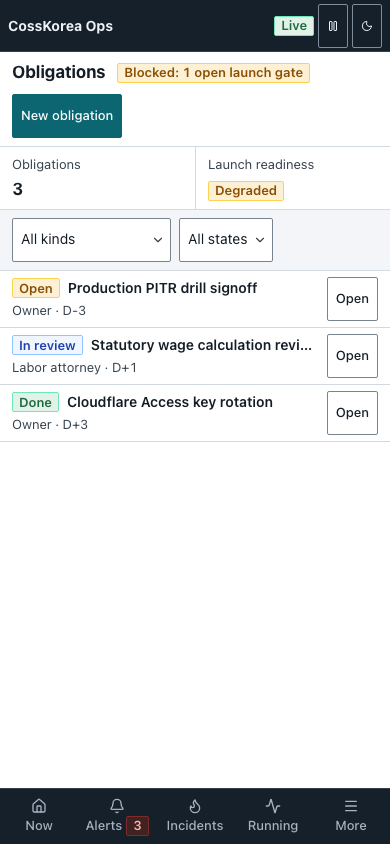 CossKorea Ops
Live
Obligations
Blocked: 1 open launch gate
New obligation
Obligations
3
Launch readiness
Degraded
All kinds
All states
Open
Production PITR drill signoff
Owner · D-3
Open
In review
Statutory wage calculation revi...
Labor attorney · D+1
Open
Done
Cloudflare Access key rotation
Owner · D+3
Open
Now
Alerts 3
Incidents
Running
More